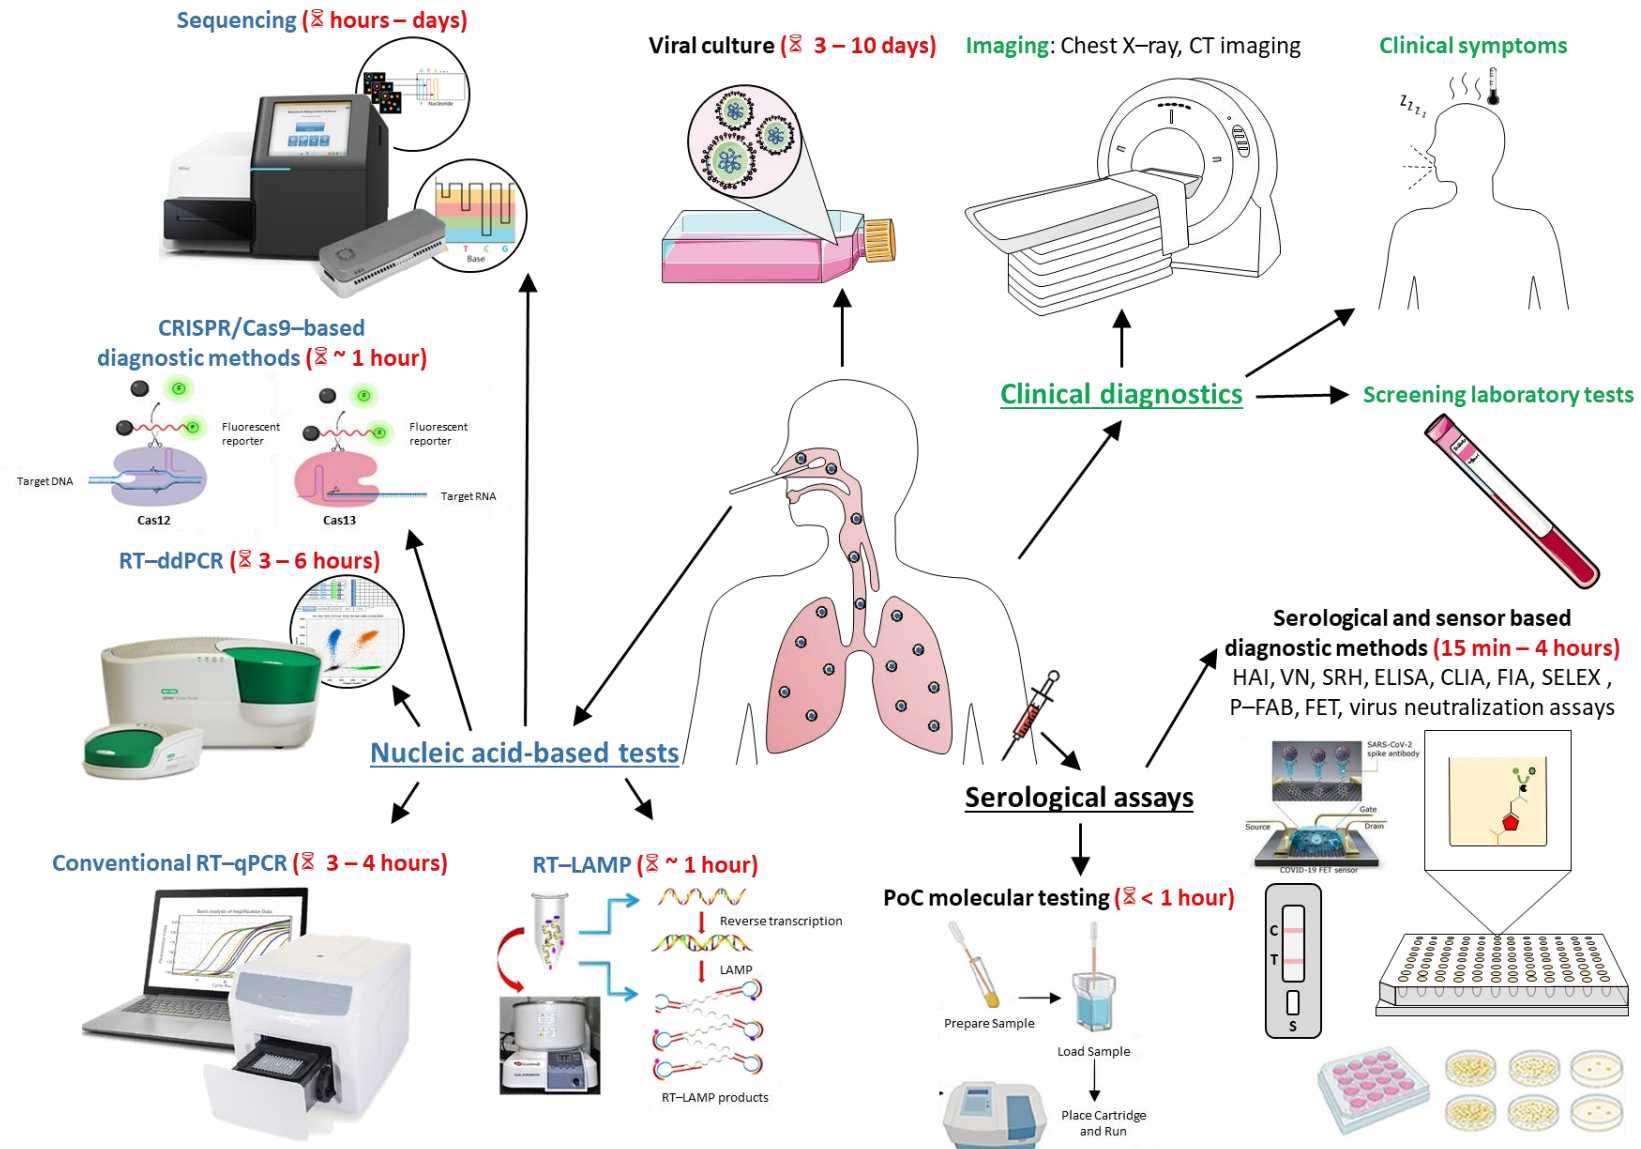 Sequencing (⏳ hours – days)
Nucleotide
A T C G
Base
Viral culture (⏳ 3 – 10 days)
Imaging: Chest X–ray, CT imaging
Clinical symptoms
Zzzz
CRISPR/Cas9–based
diagnostic methods (⏳ ~ 1 hour)
Fluorescent
reporter
Fluorescent
reporter
F
F
F
F
Target DNA
Target RNA
Cas12
Cas13
Clinical diagnostics
Screening laboratory tests
RT–ddPCR (⏳ 3 – 6 hours)
Nucleic acid-based tests
Serological and sensor based
diagnostic methods (15 min – 4 hours)
HAI, VN, SRH, ELISA, CLIA, FIA, SELEX ,
P–FAB, FET, virus neutralization assays
SARS-CoV-2
spike antibody
Gate
Source
Drain
COVID-19 FET sensor
Serological assays
Conventional RT–qPCR (⏳ 3 – 4 hours)
RT–LAMP (⏳ ~ 1 hour)
Reverse transcription
LAMP
RT–LAMP products
PoC molecular testing (⏳ < 1 hour)
Prepare Sample
Load Sample
Place Cartridge
and Run
C
T
S